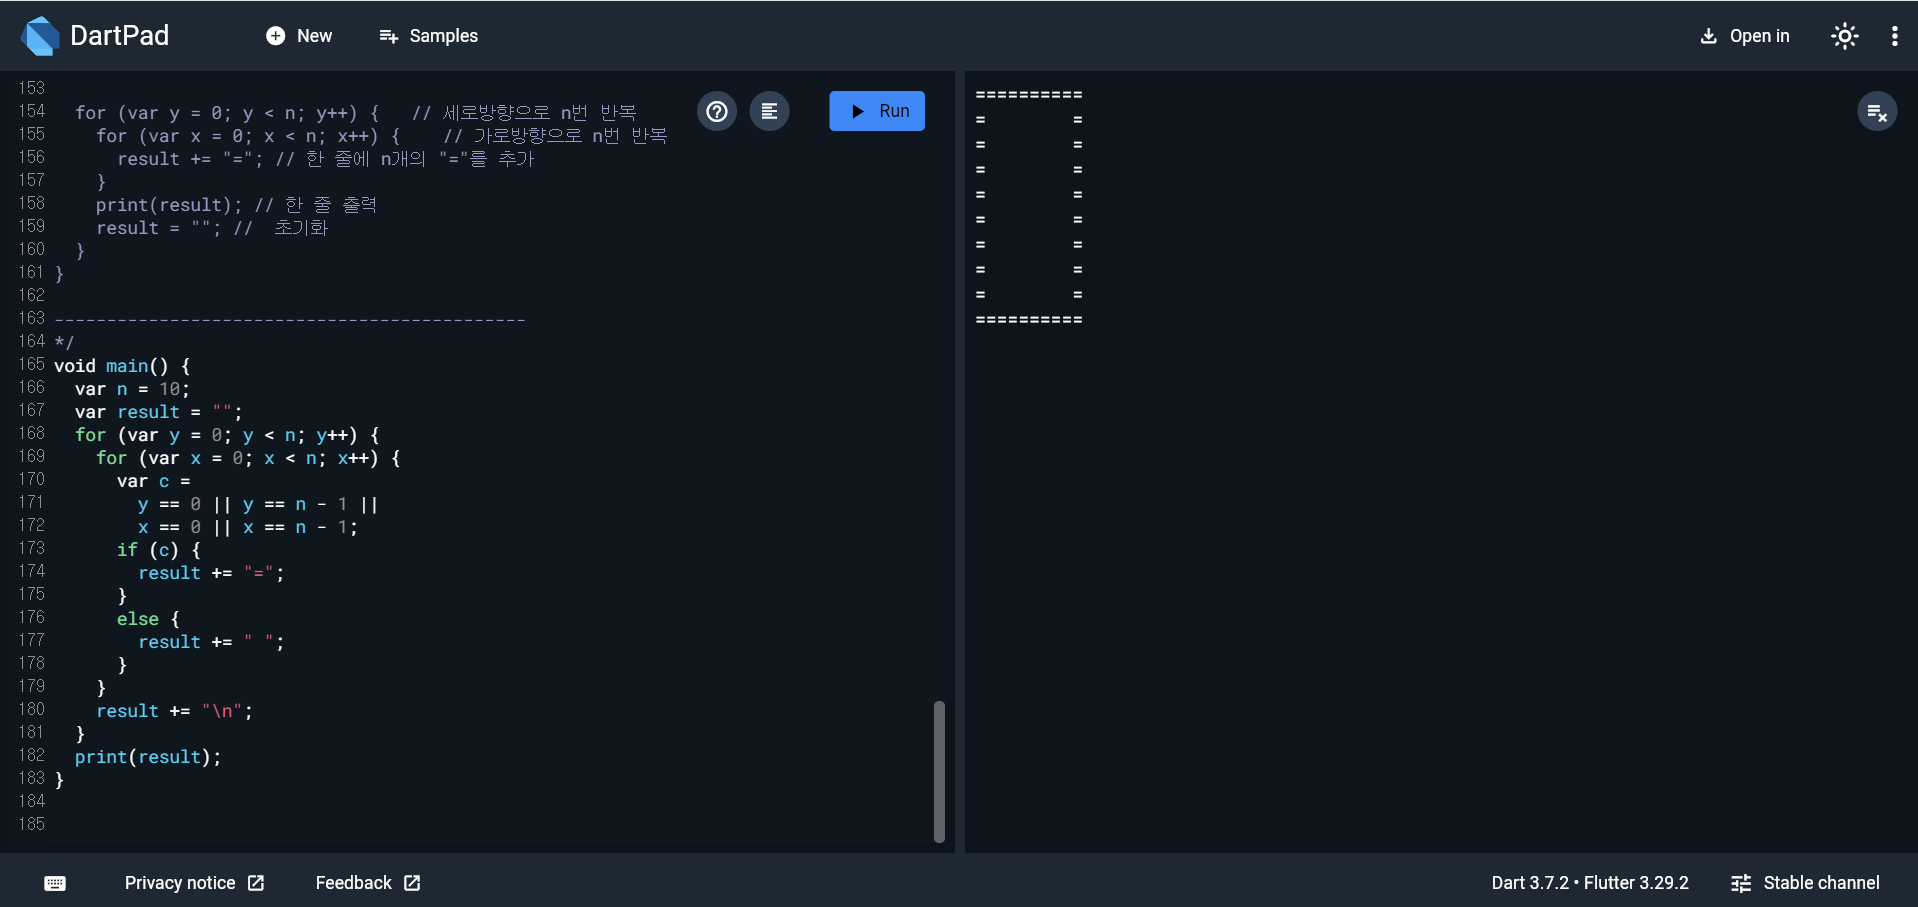 DartPad
New
Samples
Open in
153
154   for (var y = 0; y < n; y++) {   // 세로방향으로 n번 반복
155     for (var x = 0; x < n; x++) {    // 가로방향으로 n번 반복
156       result += "="; // 한 줄에 n개의 "="를 추가
157     }
158     print(result); // 한 줄 출력
159     result = ""; //  초기화
160   }
161 }
162
163 ---------------------------------------------
164 */
165 void main() {
166   var n = 10;
167   var result = "";
168   for (var y = 0; y < n; y++) {
169     for (var x = 0; x < n; x++) {
170       var c =
171         y == 0 || y == n - 1 ||
172         x == 0 || x == n - 1;
173       if (c) {
174         result += "=";
175       }
176       else {
177         result += " ";
178       }
179     }
180     result += "\n";
181   }
182   print(result);
183 }
184
185
Run
==========
=        =
=        =
=        =
=        =
=        =
=        =
=        =
=        =
==========
Privacy notice
Feedback
Dart 3.7.2 • Flutter 3.29.2
Stable channel